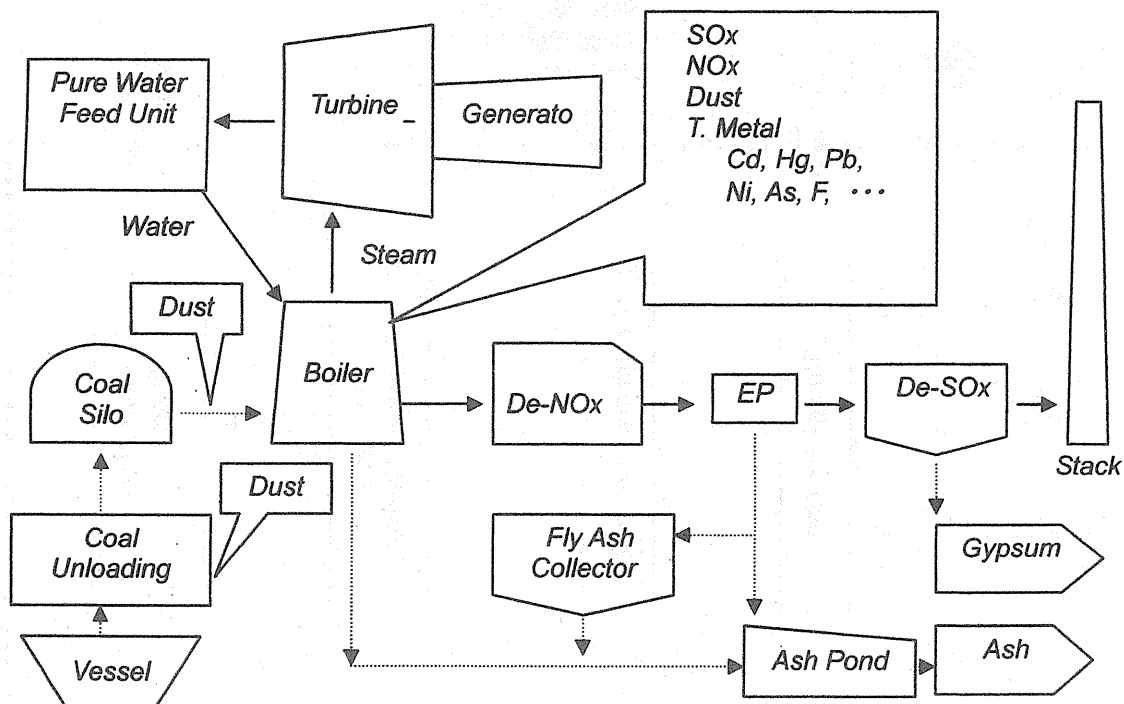 SOx
NOx
Dust
T. Metal
Cd, Hg, Pb,
Ni, As, F, ···
Pure Water
Feed Unit
Turbine _
Generato
Water
Steam
Dust
Coal
Silo
Boiler
De-NOx
EP
De-SOx
Stack
Dust
Coal
Unloading
Fly Ash
Collector
Gypsum
Vessel
Ash Pond
Ash